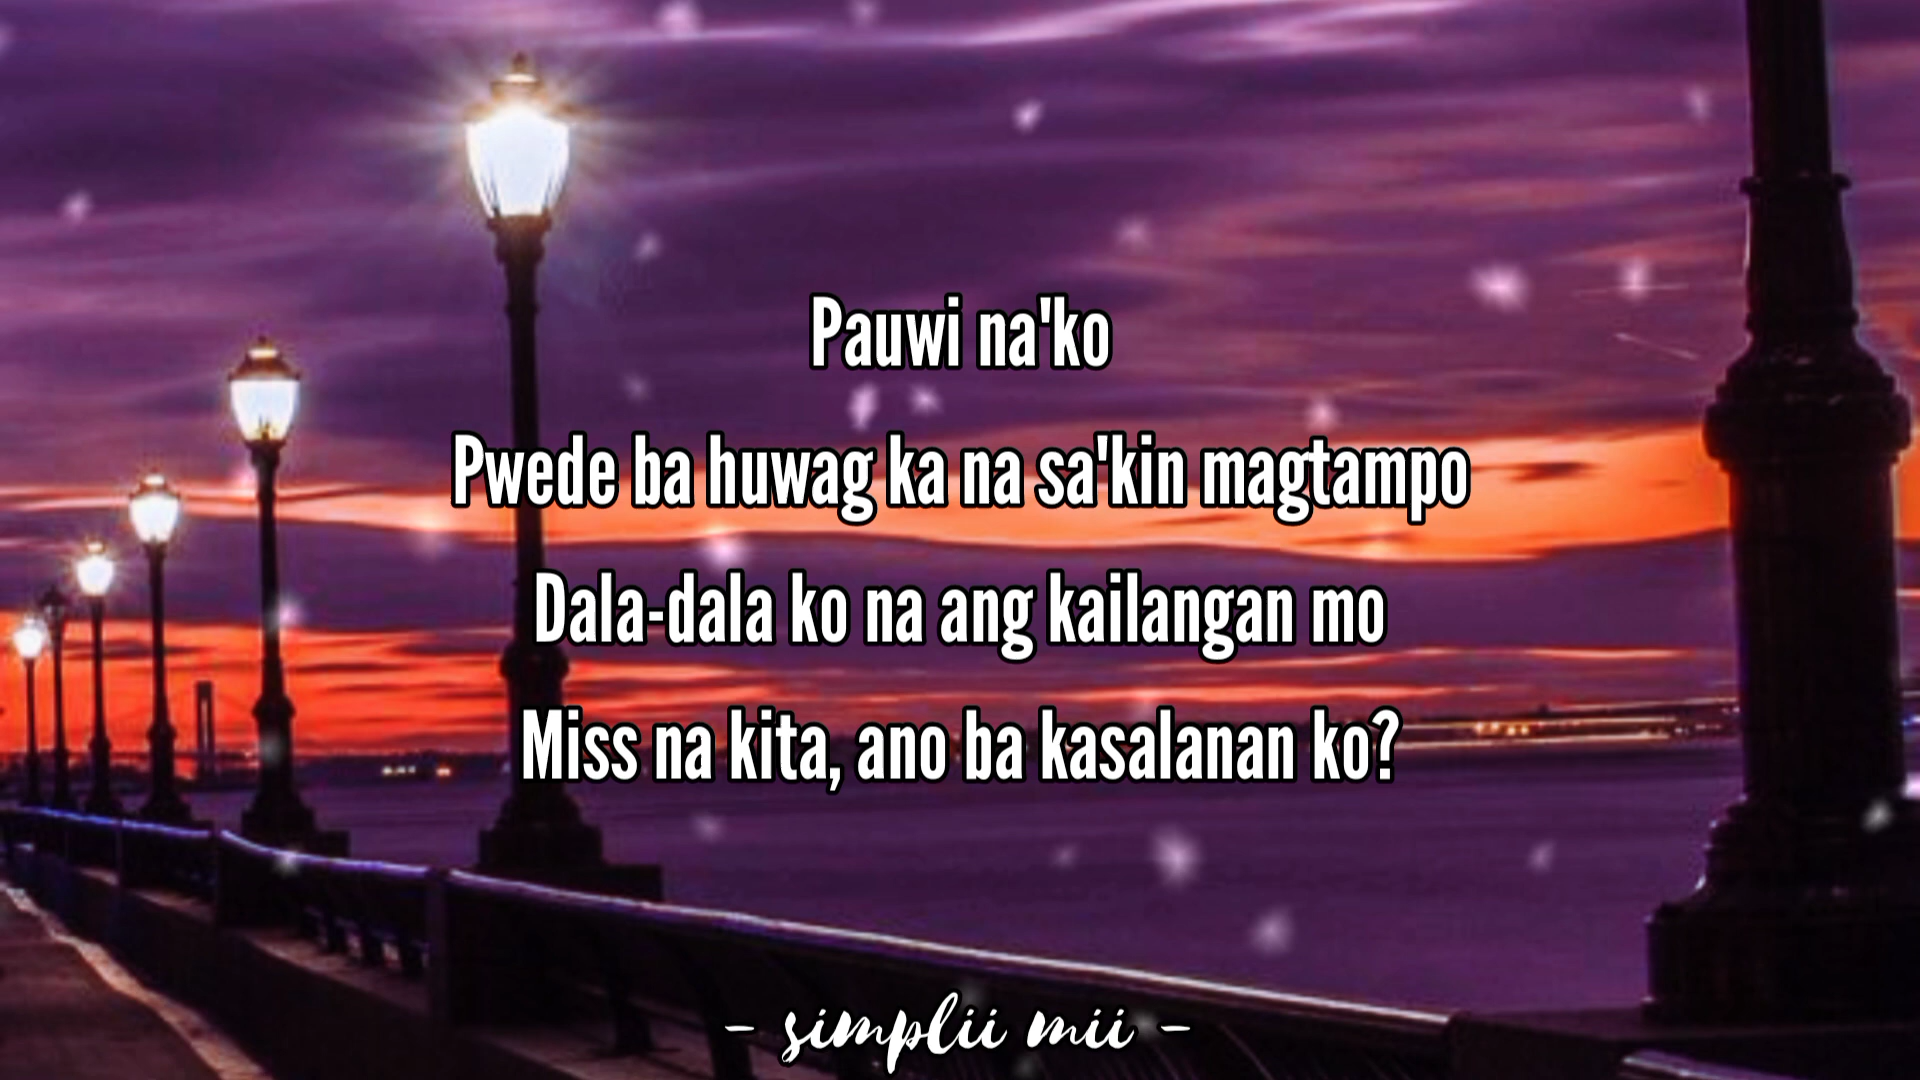 Pauwi na'ko
Pwede ba huwag ka na sa'kin magtampo
Dala-dala ko na ang kailangan mo
Miss na kita, ano ba kasalanan ko?
- simplii mii -